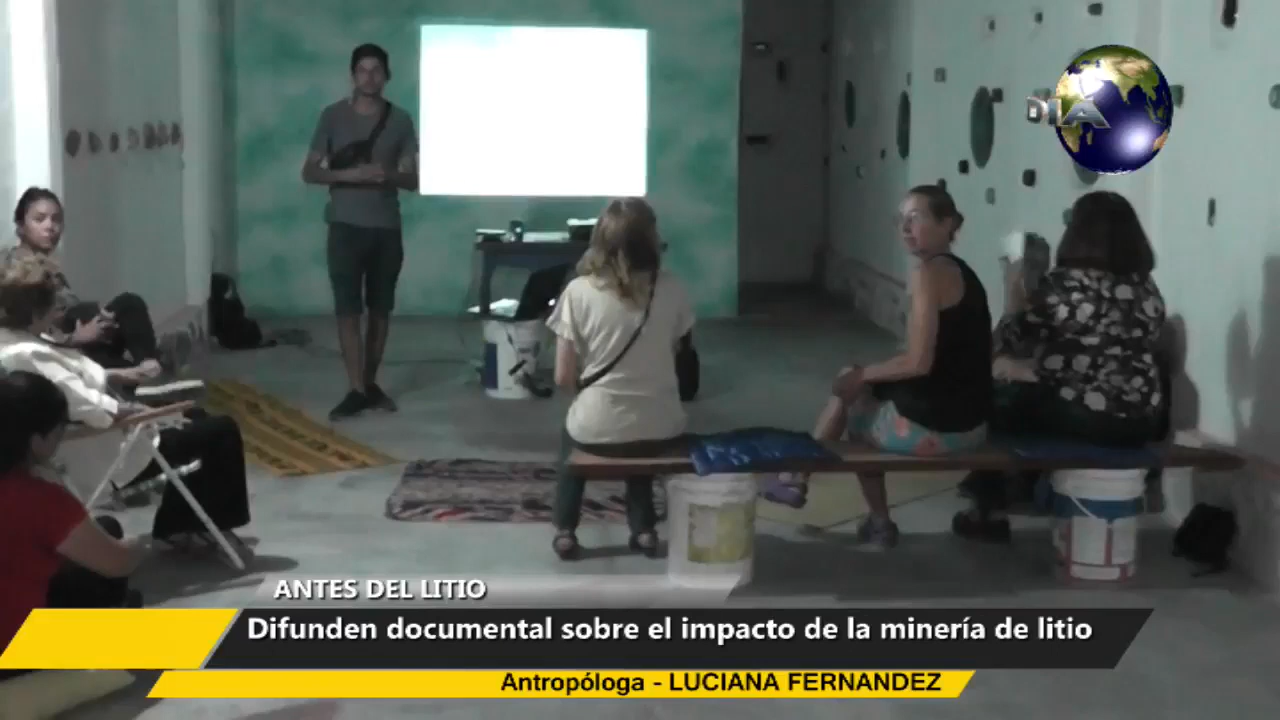 DIA
ANTES DEL LITIO
Difunden documental sobre el impacto de la minería de litio
Antropóloga - LUCIANA FERNANDEZ